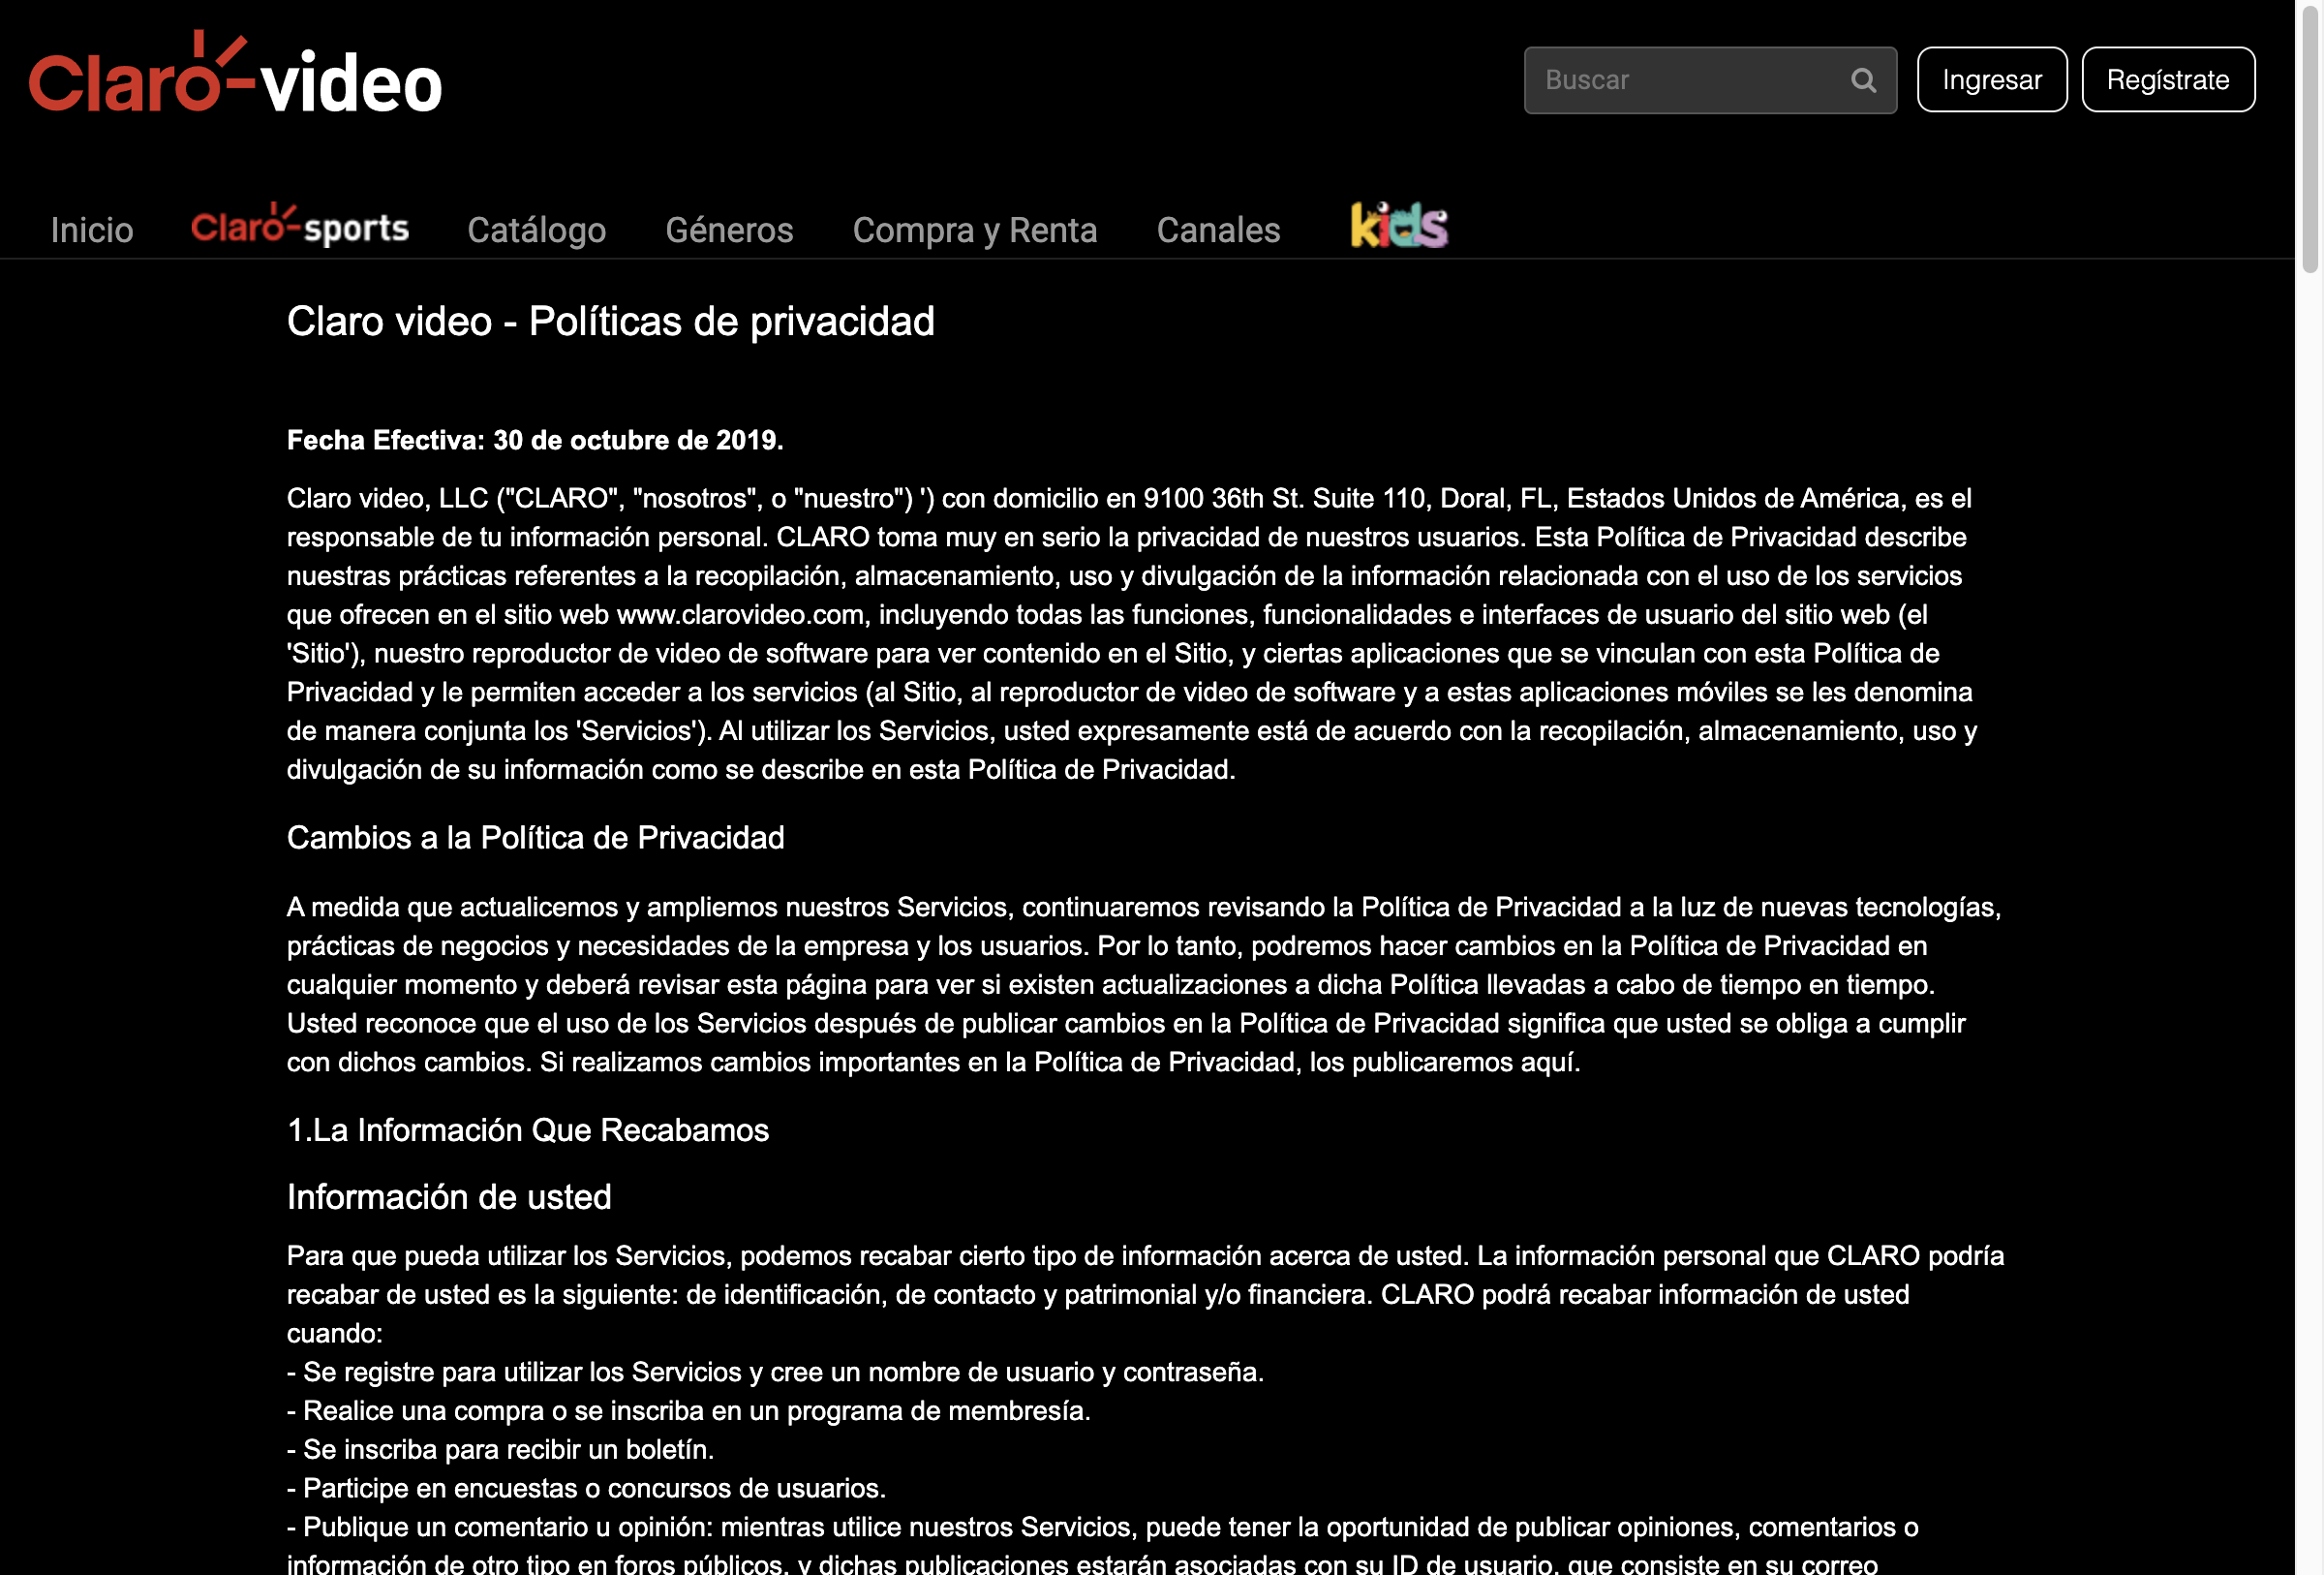 Claro-video
Buscar
Ingresar
Regístrate
Inicio
Claro-sports
Catálogo
Géneros
Compra y Renta
Canales
kids
Claro video - Políticas de privacidad
Fecha Efectiva: 30 de octubre de 2019.
Claro video, LLC ("CLARO", "nosotros", o "nuestro") ') con domicilio en 9100 36th St. Suite 110, Doral, FL, Estados Unidos de América, es el
responsable de tu información personal. CLARO toma muy en serio la privacidad de nuestros usuarios. Esta Política de Privacidad describe
nuestras prácticas referentes a la recopilación, almacenamiento, uso y divulgación de la información relacionada con el uso de los servicios
que ofrecen en el sitio web www.clarovideo.com, incluyendo todas las funciones, funcionalidades e interfaces de usuario del sitio web (el
'Sitio'), nuestro reproductor de video de software para ver contenido en el Sitio, y ciertas aplicaciones que se vinculan con esta Política de
Privacidad y le permiten acceder a los servicios (al Sitio, al reproductor de video de software y a estas aplicaciones móviles se les denomina
de manera conjunta los 'Servicios'). Al utilizar los Servicios, usted expresamente está de acuerdo con la recopilación, almacenamiento, uso y
divulgación de su información como se describe en esta Política de Privacidad.
Cambios a la Política de Privacidad
A medida que actualicemos y ampliemos nuestros Servicios, continuaremos revisando la Política de Privacidad a la luz de nuevas tecnologías,
prácticas de negocios y necesidades de la empresa y los usuarios. Por lo tanto, podremos hacer cambios en la Política de Privacidad en
cualquier momento y deberá revisar esta página para ver si existen actualizaciones a dicha Política llevadas a cabo de tiempo en tiempo.
Usted reconoce que el uso de los Servicios después de publicar cambios en la Política de Privacidad significa que usted se obliga a cumplir
con dichos cambios. Si realizamos cambios importantes en la Política de Privacidad, los publicaremos aquí.
1.La Información Que Recabamos
Información de usted
Para que pueda utilizar los Servicios, podemos recabar cierto tipo de información acerca de usted. La información personal que CLARO podría
recabar de usted es la siguiente: de identificación, de contacto y patrimonial y/o financiera. CLARO podrá recabar información de usted
cuando:
- Se registre para utilizar los Servicios y cree un nombre de usuario y contraseña.
- Realice una compra o se inscriba en un programa de membresía.
- Se inscriba para recibir un boletín.
- Participe en encuestas o concursos de usuarios.
- Publique un comentario u opinión: mientras utilice nuestros Servicios, puede tener la oportunidad de publicar opiniones, comentarios o
información de otro tipo en foros públicos, y dichas publicaciones estarán asociadas con su ID de usuario, que consiste en su correo